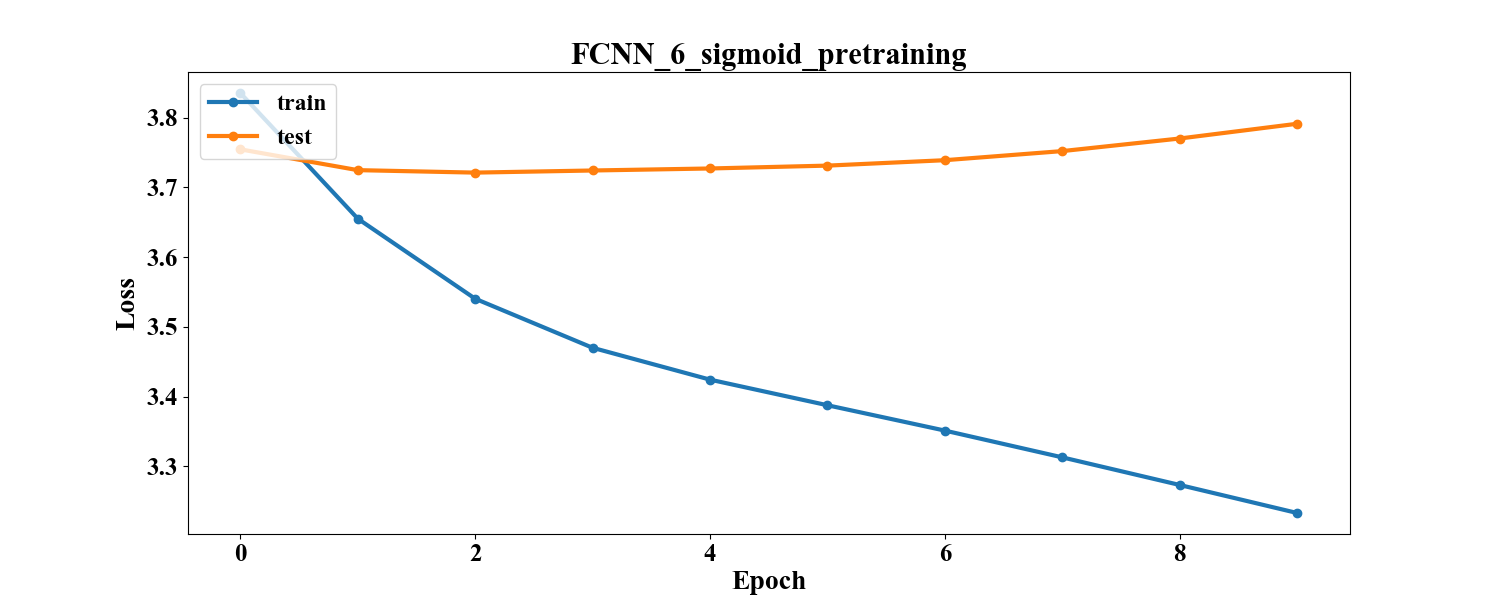 FCNN_6_sigmoid_pretraining
train
test
3.8
3.7
3.6
3.5
3.4
3.3
Loss
0 2 4 6 8
Epoch